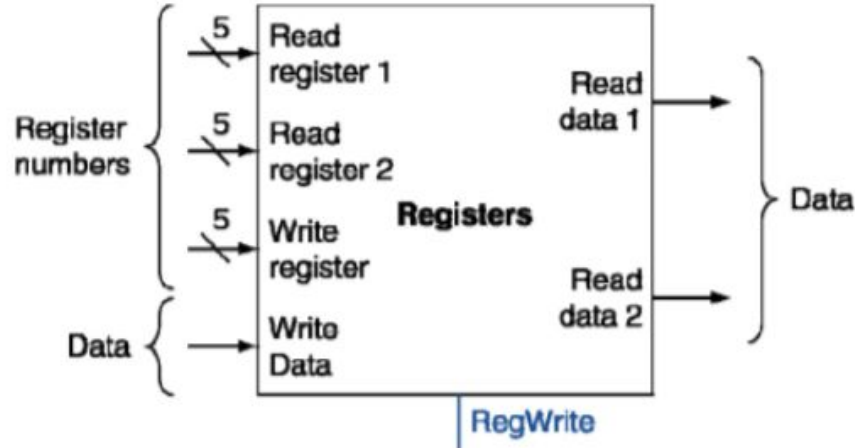 5
Read
register 1
5
Read
register 2
5
Write
register
Write
Data
Register
numbers
Data
Registers
Read
data 1
Read
data 2
Data
RegWrite